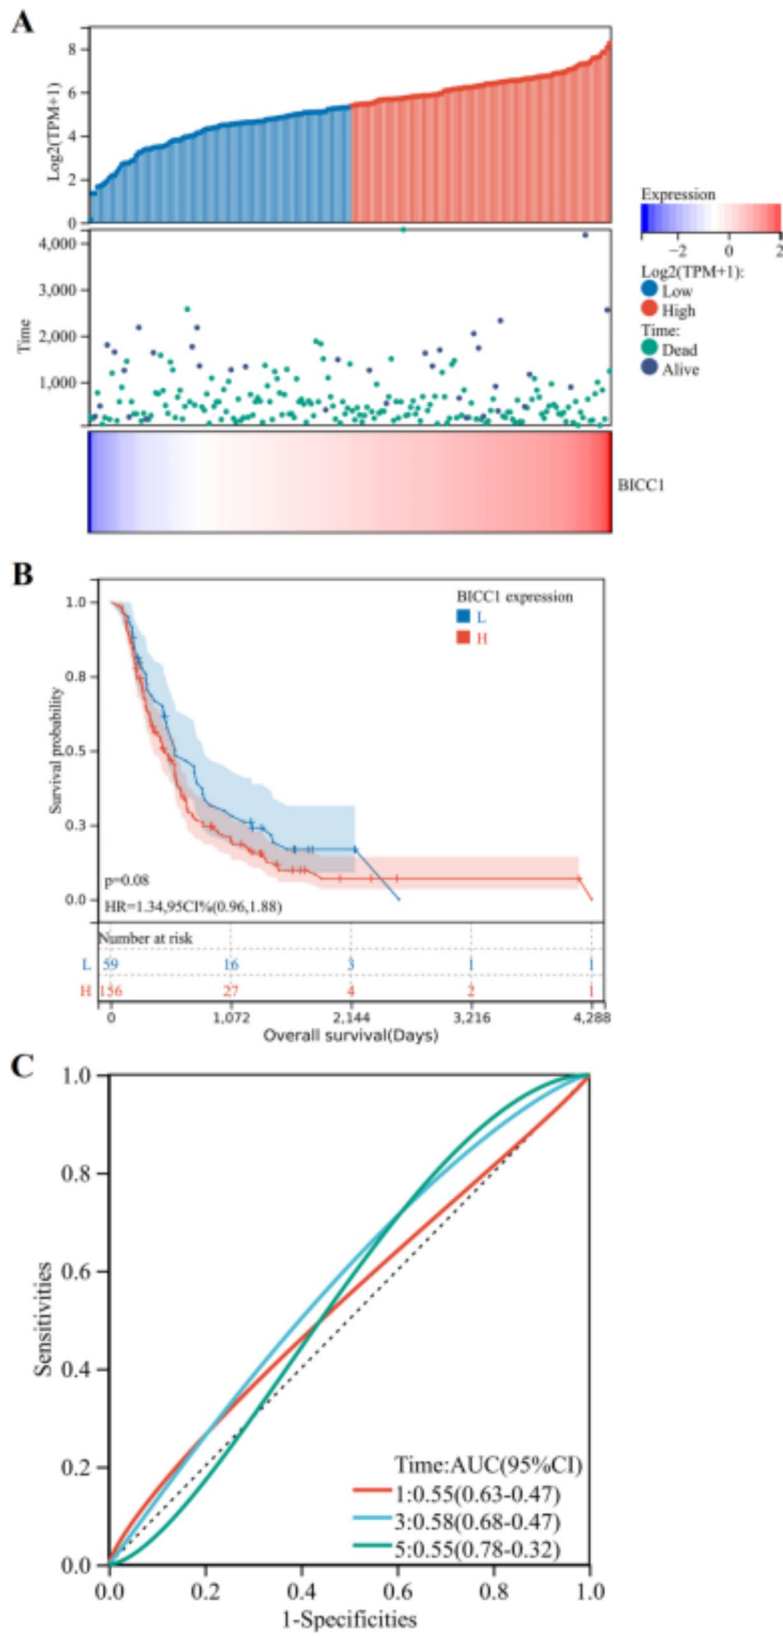 A
Log2(TPM+1)
8
6
4
2
0
Time
4,000
3,000
2,000
1,000
BICC1
Expression
−2 0 2
Log2(TPM+1):
Low
High
Time:
Dead
Alive
B
Survival probability
1.0
0.8
0.5
0.3
0.0
BICC1 expression
L
H
p=0.08
HR=1.34,95CI%(0.96,1.88)
Number at risk
L 59 16 3 1 1
H 156 27 4 2 1
0 1,072 2,144 3,216 4,288
Overall survival(Days)
C
Sensitivities
1.0
0.8
0.6
0.4
0.2
0.0
Time:AUC(95%CI)
1:0.55(0.63-0.47)
3:0.58(0.68-0.47)
5:0.55(0.78-0.32)
0.0 0.2 0.4 0.6 0.8 1.0
1-Specificities